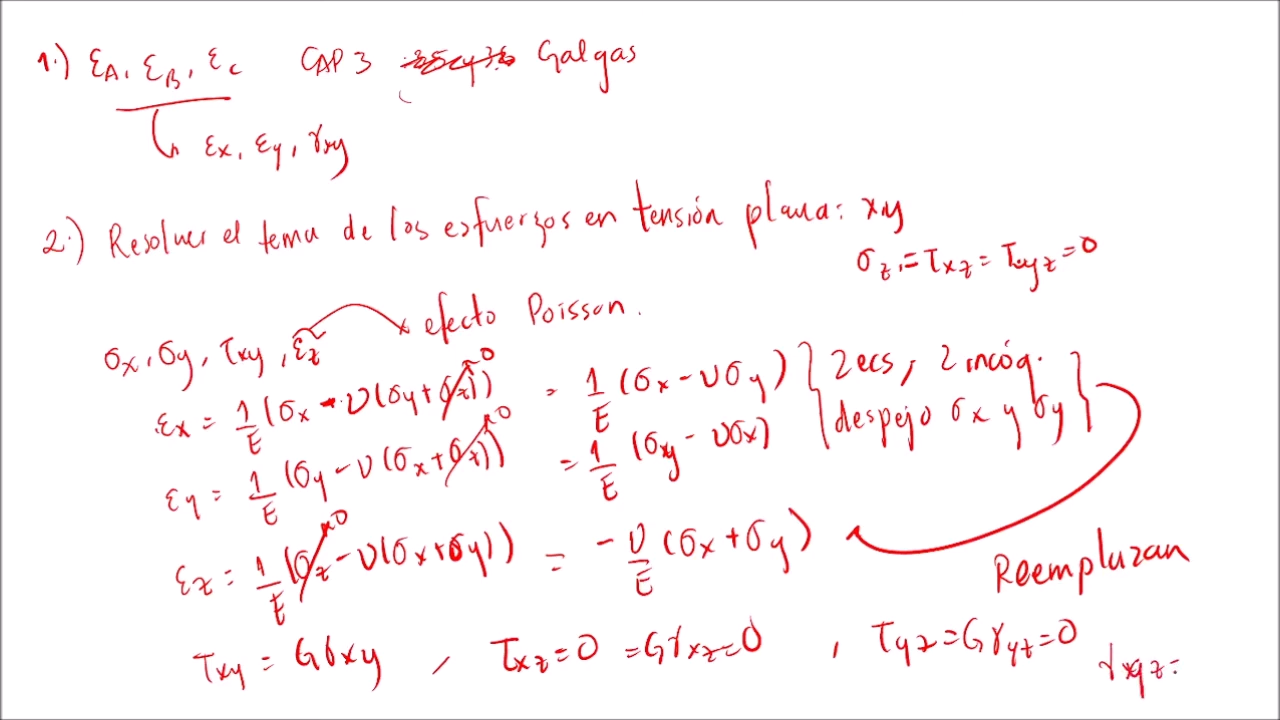 1.) εA, εB, εc CAP 3 Galgas
εx, εy, γxy
2.) Resolver el tema de los esfuerzos en tensión plana: xy
σz = τxz = τyz = 0
σx, σy, τxy, εz efecto Poisson.
εx = 1/E (σx - ν(σy + σz)) = 1/E (σx - νσy) } 2 ecs, 2 incóg.
εy = 1/E (σy - ν(σx + σz)) = 1/E (σy - νσx) despejo σx y σy
εz = 1/E (σz - ν(σx + σy)) = -ν/E (σx + σy)
Reemplazan
τxy = Gγxy , τxz = 0 = Gγxz = 0 , τyz = Gγyz = 0
γxyz =